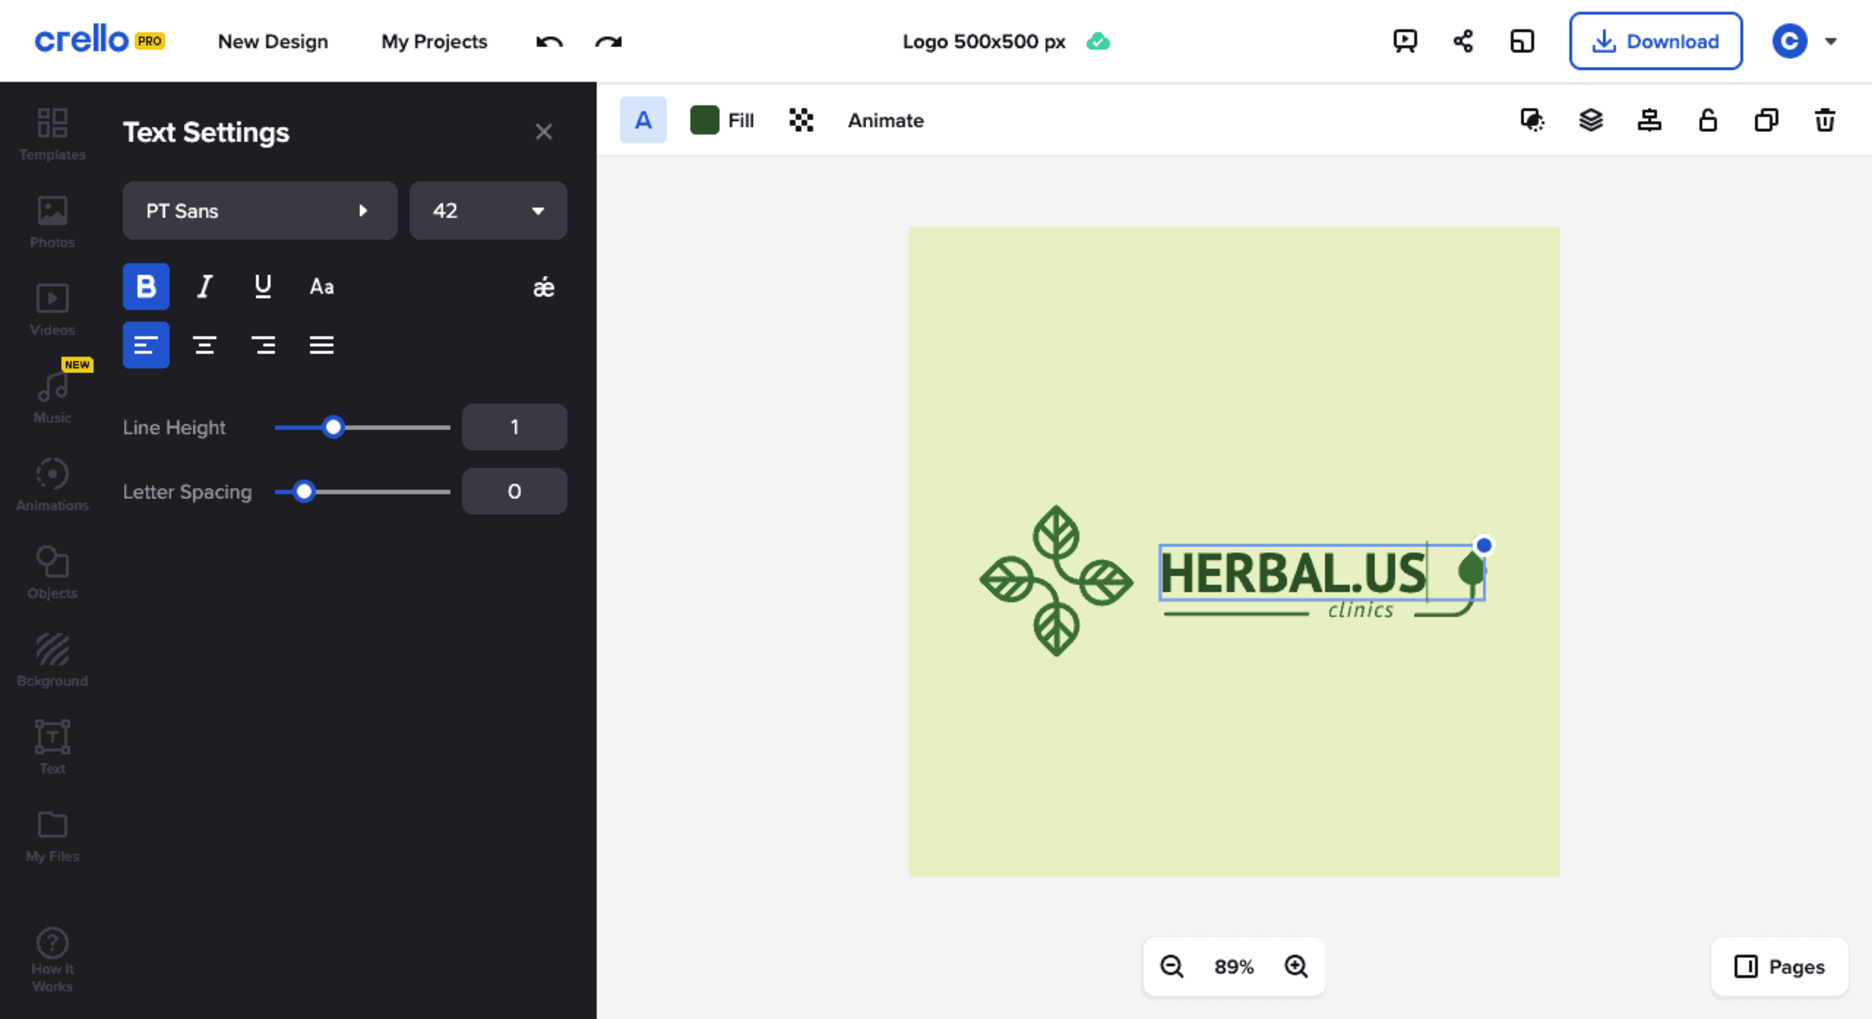 crello PRO
New Design
My Projects
Logo 500x500 px
Download
C
Templates
Photos
Videos
NEW
Music
Animations
Objects
Bckground
Text
My Files
How It
Works
Text Settings
PT Sans
42
B I U Aa ǽ
Line Height
1
Letter Spacing
0
A
Fill
Animate
HERBAL.US
clinics
89%
Pages